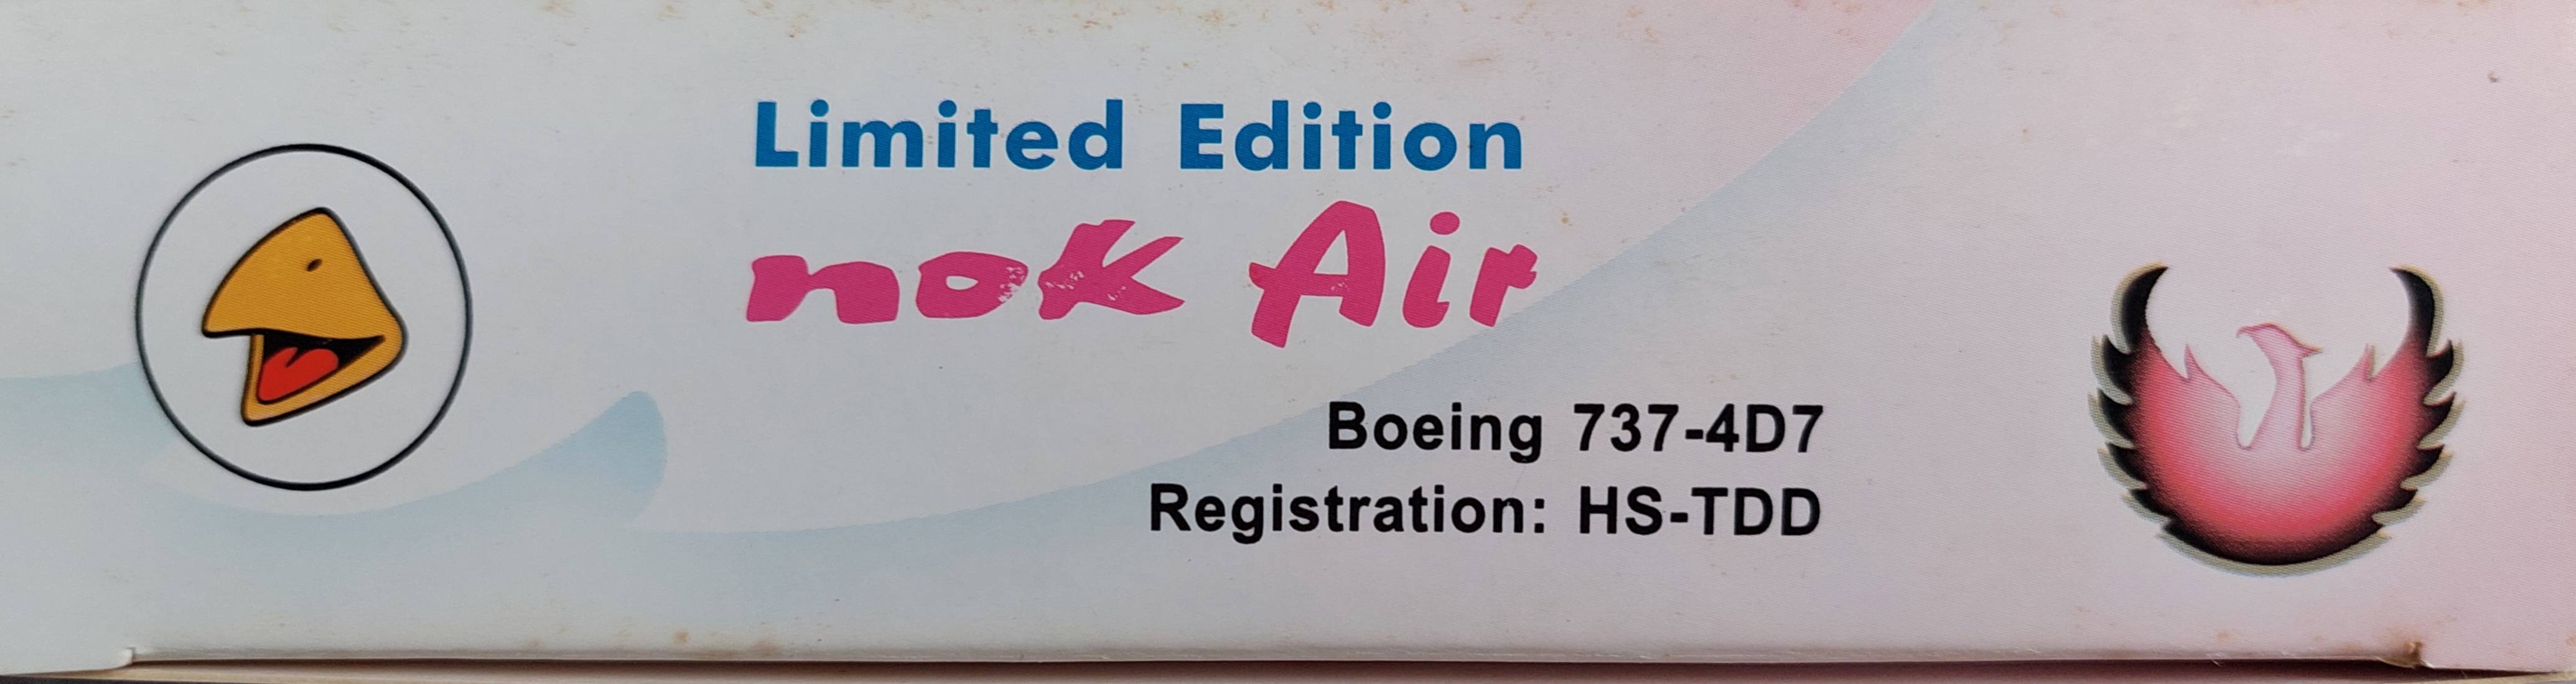 Limited Edition
nok Air
Boeing 737-4D7
Registration: HS-TDD